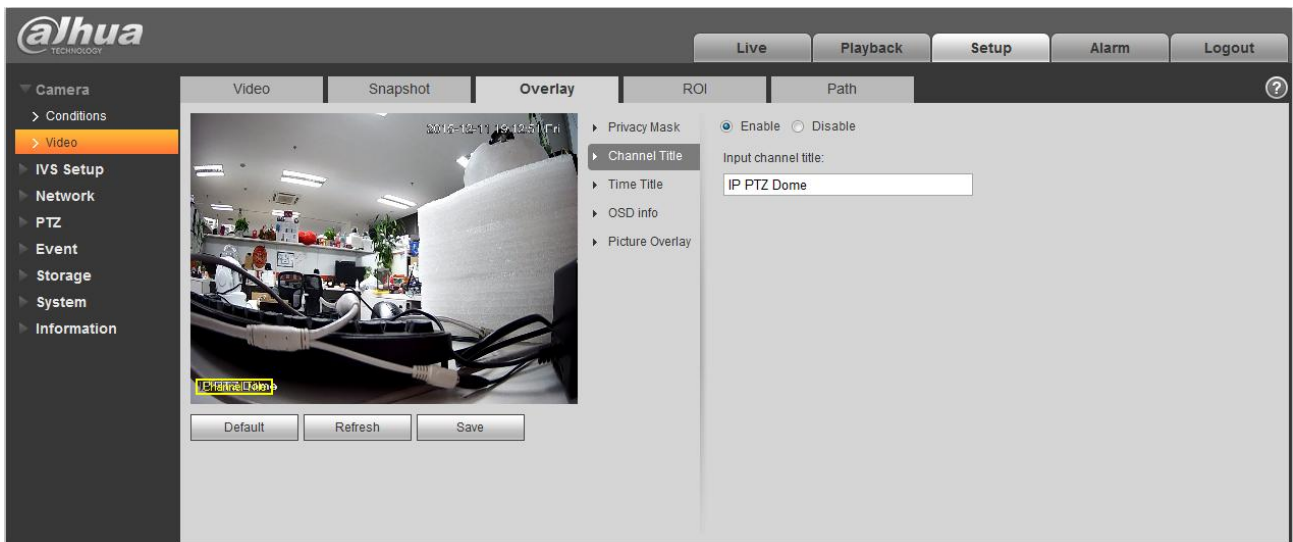 alhua
TECHNOLOGY
Live Playback Setup Alarm Logout
Camera
Conditions
Video
IVS Setup
Network
PTZ
Event
Storage
System
Information
Video Snapshot Overlay ROI Path
?
Privacy Mask
Channel Title
Time Title
OSD info
Picture Overlay
Enable Disable
Input channel title:
IP PTZ Dome
Channel Title
Default Refresh Save